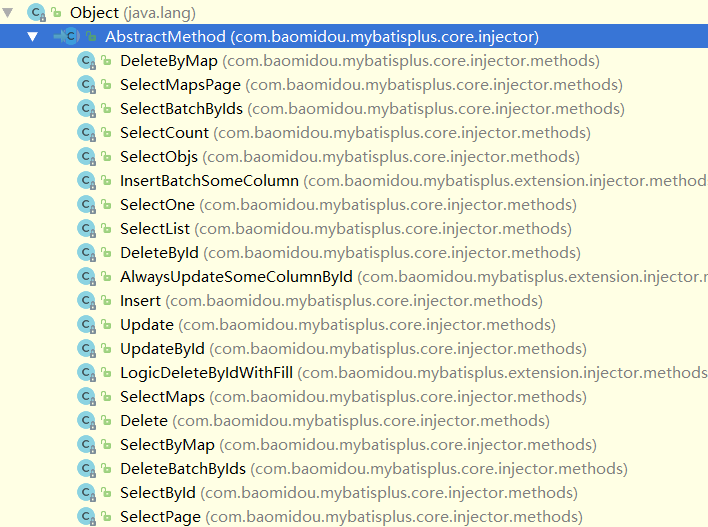 Object (java.lang)
AbstractMethod (com.baomidou.mybatisplus.core.injector)
DeleteByMap (com.baomidou.mybatisplus.core.injector.methods)
SelectMapsPage (com.baomidou.mybatisplus.core.injector.methods)
SelectBatchByIds (com.baomidou.mybatisplus.core.injector.methods)
SelectCount (com.baomidou.mybatisplus.core.injector.methods)
SelectObjs (com.baomidou.mybatisplus.core.injector.methods)
InsertBatchSomeColumn (com.baomidou.mybatisplus.extension.injector.methods
SelectOne (com.baomidou.mybatisplus.core.injector.methods)
SelectList (com.baomidou.mybatisplus.core.injector.methods)
DeleteById (com.baomidou.mybatisplus.core.injector.methods)
AlwaysUpdateSomeColumnById (com.baomidou.mybatisplus.extension.injector.
Insert (com.baomidou.mybatisplus.core.injector.methods)
Update (com.baomidou.mybatisplus.core.injector.methods)
UpdateById (com.baomidou.mybatisplus.core.injector.methods)
LogicDeleteByIdWithFill (com.baomidou.mybatisplus.extension.injector.methods
SelectMaps (com.baomidou.mybatisplus.core.injector.methods)
Delete (com.baomidou.mybatisplus.core.injector.methods)
SelectByMap (com.baomidou.mybatisplus.core.injector.methods)
DeleteBatchByIds (com.baomidou.mybatisplus.core.injector.methods)
SelectById (com.baomidou.mybatisplus.core.injector.methods)
SelectPage (com.baomidou.mybatisplus.core.injector.methods)